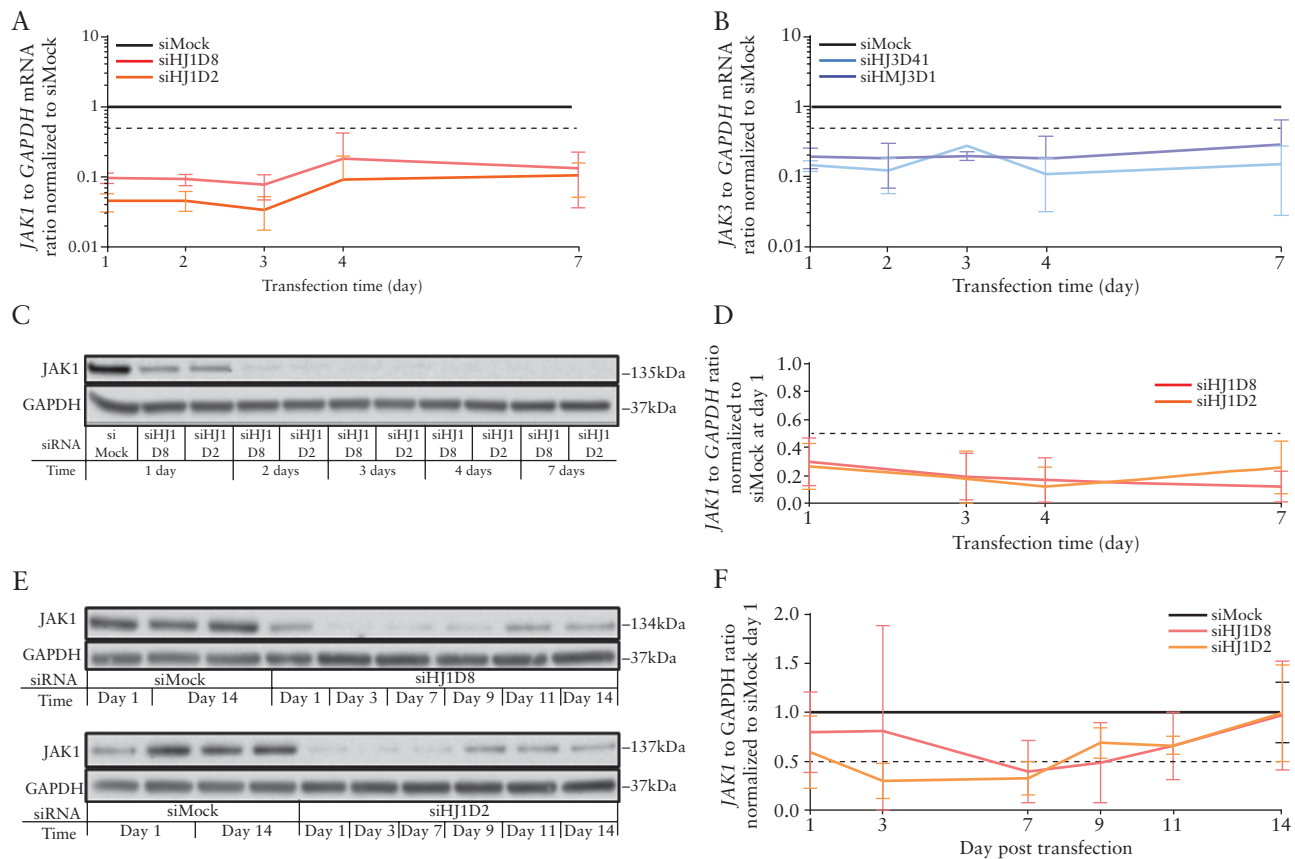 A
JAK1 to GAPDH mRNA
ratio normalized to siMock
10
1
0.1
0.01
siMock
siHJ1D8
siHJ1D2
1 2 3 4 7
Transfection time (day)
B
JAK3 to GAPDH mRNA
ratio normalized to siMock
10
1
0.1
0.01
siMock
siHJ3D41
siHMJ3D1
1 2 3 4 7
Transfection time (day)
C
JAK1
–135kDa
GAPDH
–37kDa
siRNA
si Mock
siHJ1 D8
siHJ1 D2
siHJ1 D8
siHJ1 D2
siHJ1 D8
siHJ1 D2
siHJ1 D8
siHJ1 D2
siHJ1 D8
siHJ1 D2
Time 1 day 2 days 3 days 4 days 7 days
D
JAK1 to GAPDH ratio
normalized to
siMock at day 1
1.0
0.8
0.6
0.4
0.2
0.0
siHJ1D8
siHJ1D2
1 3 4 7
Transfection time (day)
E
JAK1
–134kDa
GAPDH
–37kDa
siRNA siMock siHJ1D8
Time Day 1 Day 14 Day 1 Day 3 Day 7 Day 9 Day 11 Day 14
JAK1
–137kDa
GAPDH
–37kDa
siRNA siMock siHJ1D2
Time Day 1 Day 14 Day 1 Day 3 Day 7 Day 9 Day 11 Day 14
F
JAK1 to GAPDH ratio
normalized to siMock day 1
2.0
1.5
1.0
0.5
0.0
siMock
siHJ1D8
siHJ1D2
1 3 7 9 11 14
Day post transfection